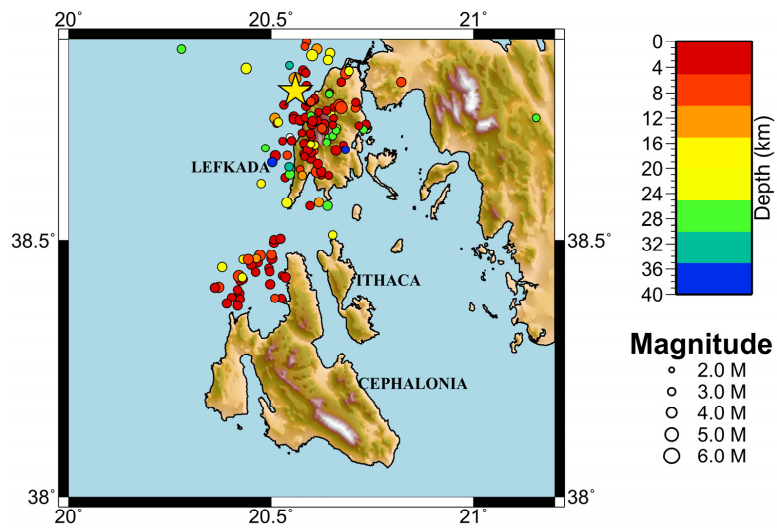 20° 20.5° 21°
0
4
8
12
16
20
24
28
32
36
40
Depth (km)
LEFKADA
38.5° 38.5°
ITHACA
CEPHALONIA
Magnitude
2.0 M
3.0 M
4.0 M
5.0 M
6.0 M
38° 38°
20° 20.5° 21°